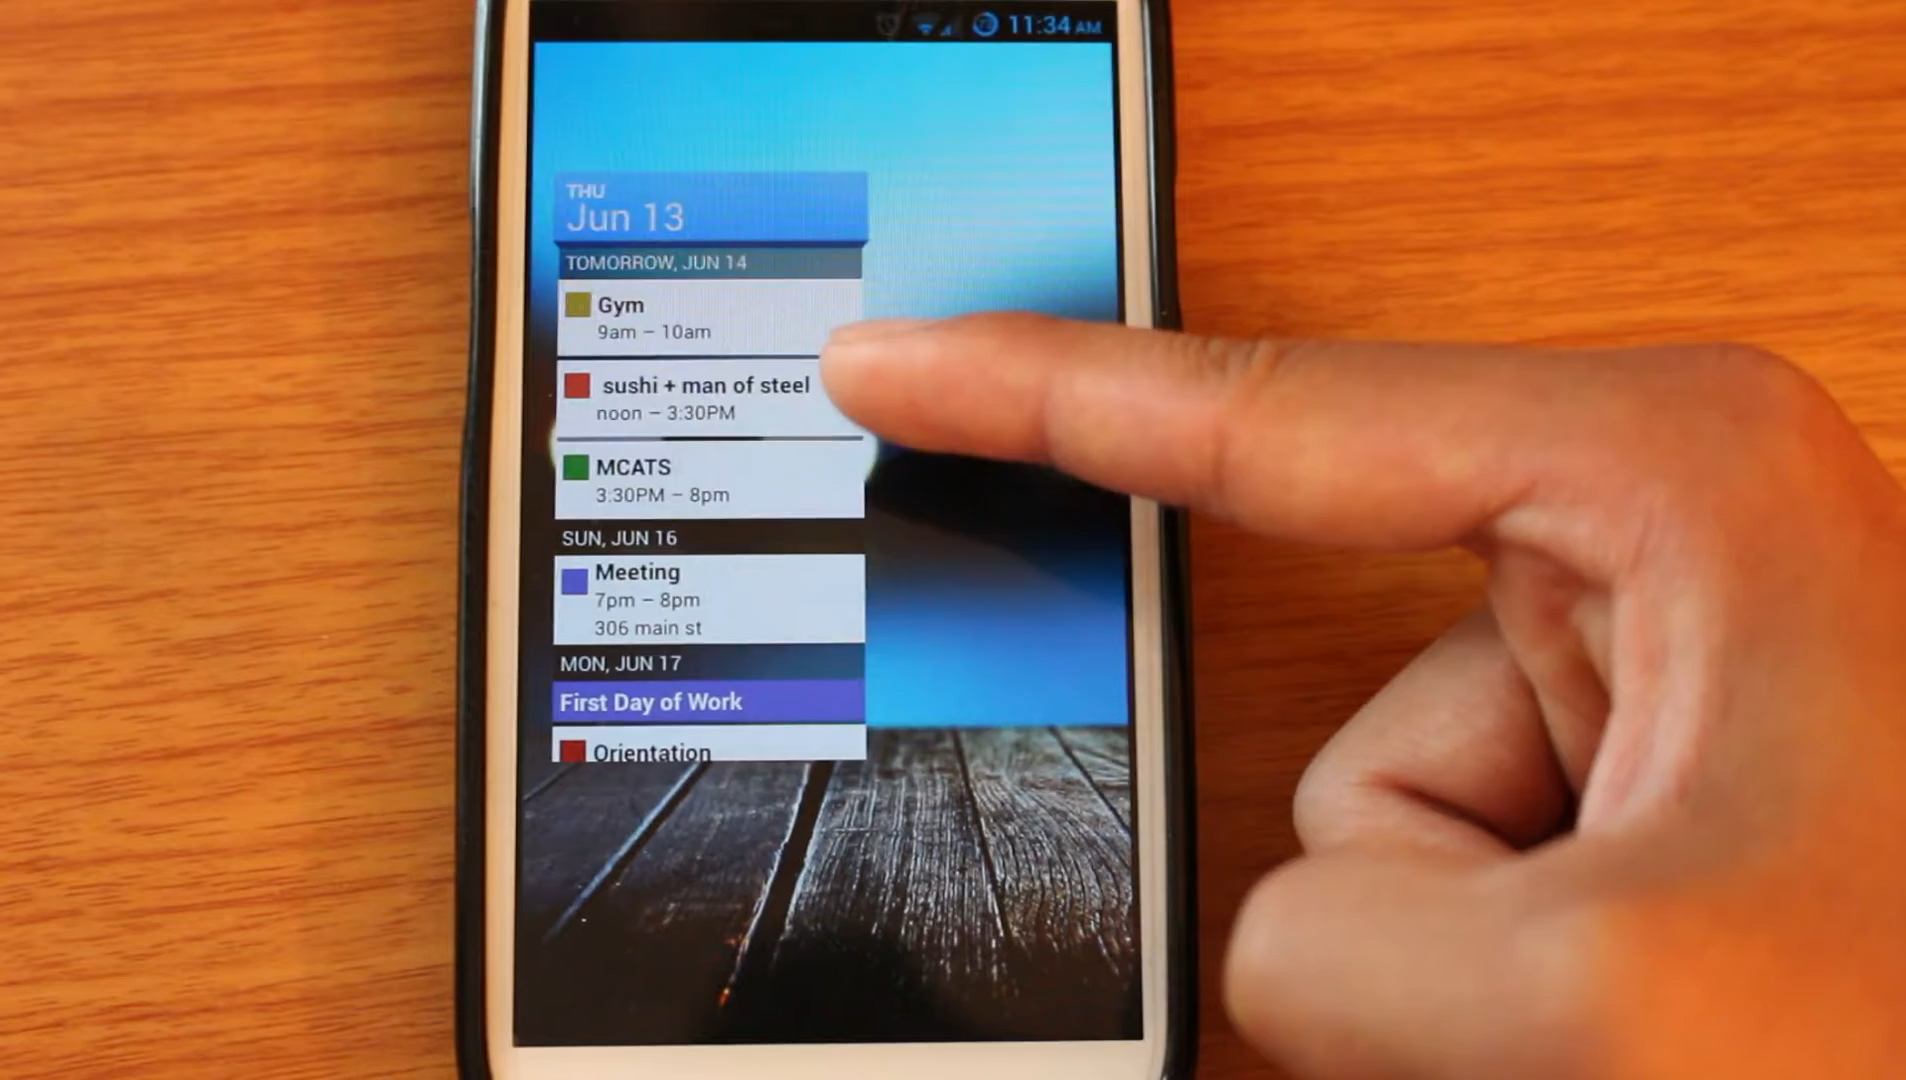 11:34 AM
THU
Jun 13
TOMORROW, JUN 14
Gym
9am – 10am
sushi + man of steel
noon – 3:30PM
MCATS
3:30PM – 8pm
SUN, JUN 16
Meeting
7pm – 8pm
306 main st
MON, JUN 17
First Day of Work
Orientation